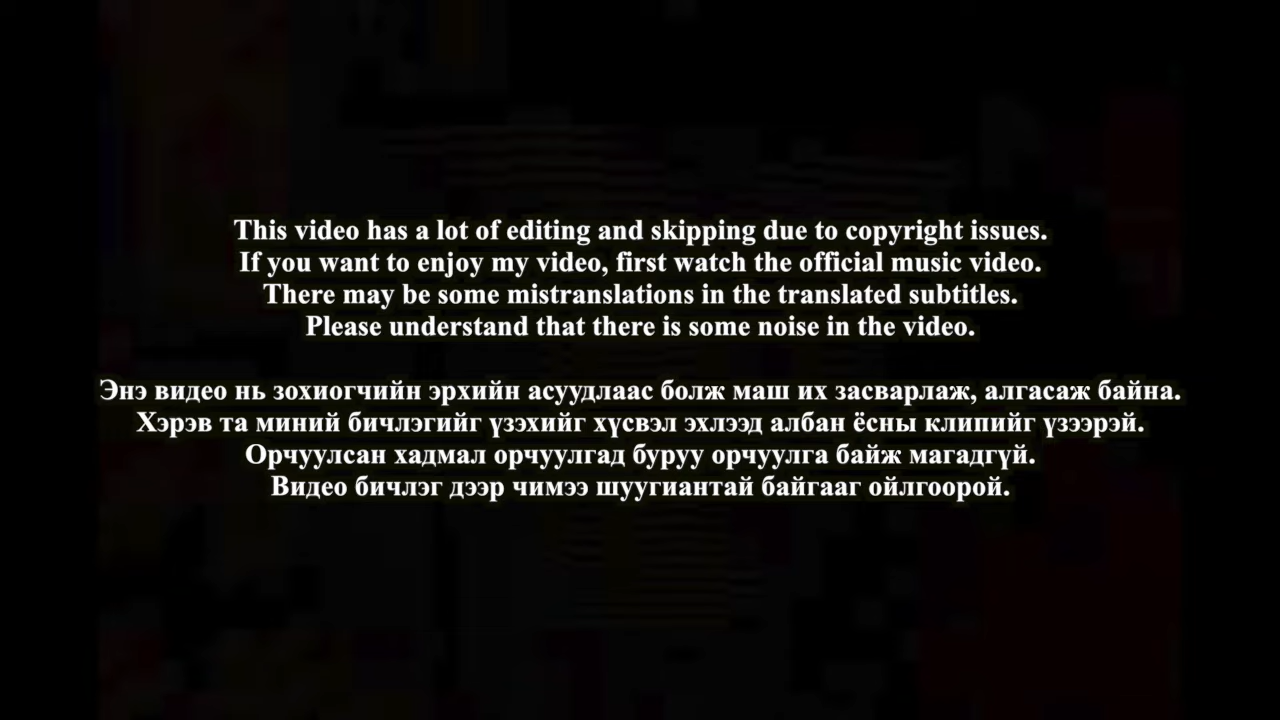 This video has a lot of editing and skipping due to copyright issues.
If you want to enjoy my video, first watch the official music video.
There may be some mistranslations in the translated subtitles.
Please understand that there is some noise in the video.
Энэ видео нь зохиогчийн эрхийн асуудлаас болж маш их засварлаж, алгасаж байна.
Хэрэв та миний бичлэгийг үзэхийг хүсвэл эхлээд албан ёсны клипийг үзээрэй.
Орчуулсан хадмал орчуулгад буруу орчуулга байж магадгүй.
Видео бичлэг дээр чимээ шуугиантай байгааг ойлгоорой.